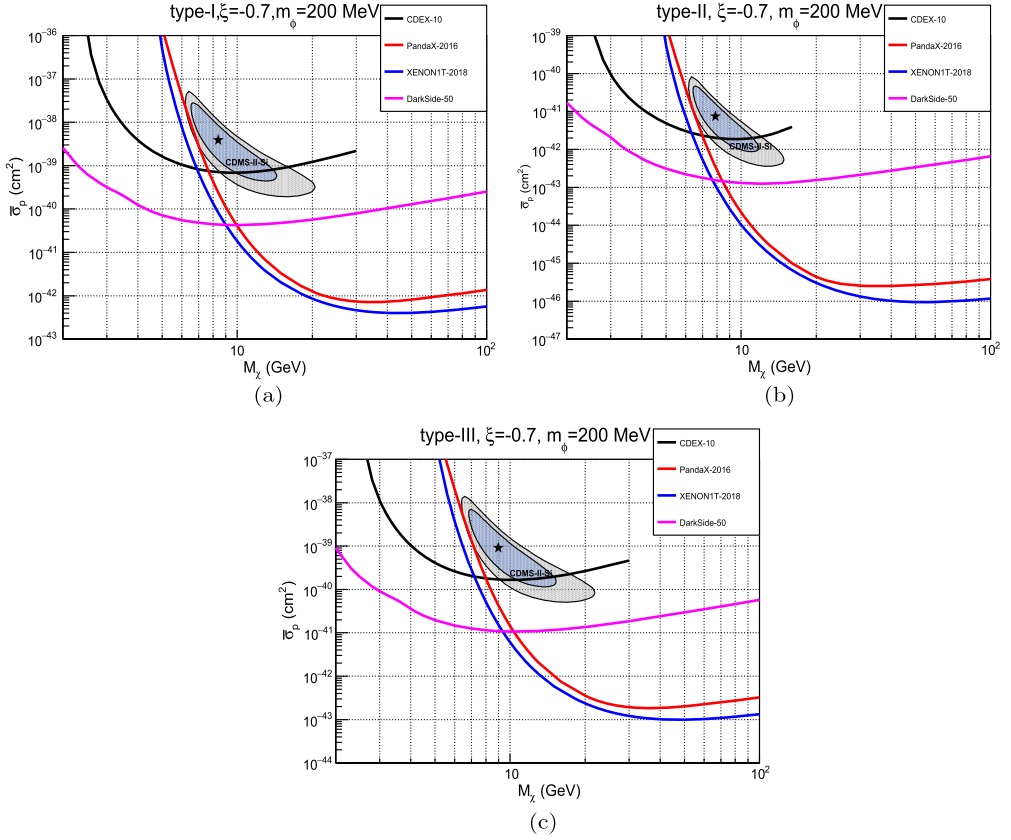 type-I,ξ=-0.7,m_ϕ=200 MeV
CDEX-10
PandaX-2016
XENON1T-2018
DarkSide-50
10^−36
10^−37
10^−38
10^−39
10^−40
10^−41
10^−42
10^−43
σ̅_p (cm²)
CDMS-II-Si
10
10²
M_χ (GeV)
(a)
type-II, ξ=-0.7, m_ϕ=200 MeV
CDEX-10
PandaX-2016
XENON1T-2018
DarkSide-50
10^−39
10^−40
10^−41
10^−42
10^−43
10^−44
10^−45
10^−46
10^−47
σ̅_p (cm²)
CDMS-II-Si
10
10²
M_χ (GeV)
(b)
type-III, ξ=-0.7, m_ϕ=200 MeV
CDEX-10
PandaX-2016
XENON1T-2018
DarkSide-50
10^−37
10^−38
10^−39
10^−40
10^−41
10^−42
10^−43
10^−44
σ̅_p (cm²)
CDMS-II-Si
10
10²
M_χ (GeV)
(c)